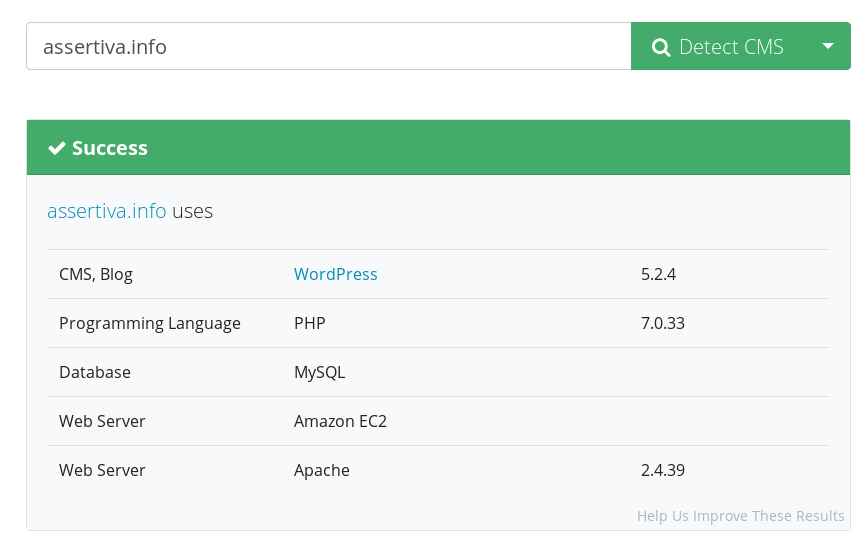 assertiva.info
Detect CMS
Success
assertiva.info uses
CMS, Blog WordPress 5.2.4
Programming Language PHP 7.0.33
Database MySQL
Web Server Amazon EC2
Web Server Apache 2.4.39
Help Us Improve These Results